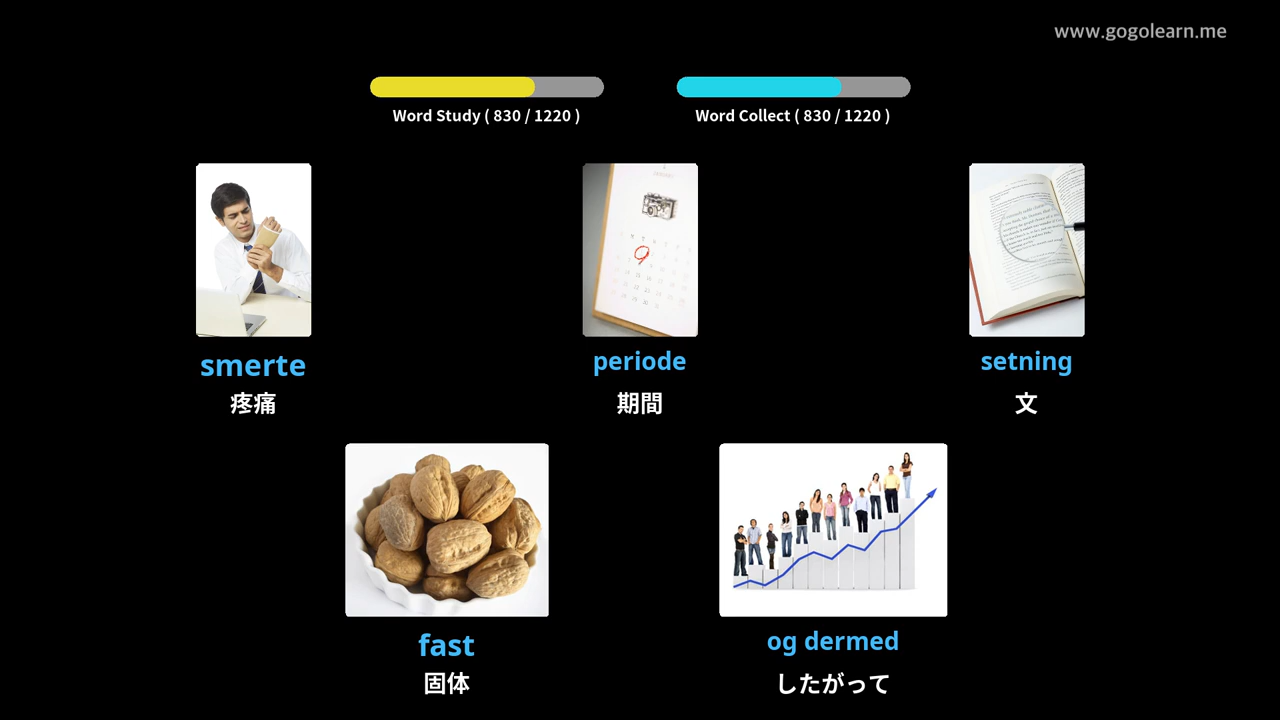 www.gogolearn.me
Word Study ( 830 / 1220 )
Word Collect ( 830 / 1220 )
smerte
periode
setning
疼痛
期間
文
fast
og dermed
固体
したがって